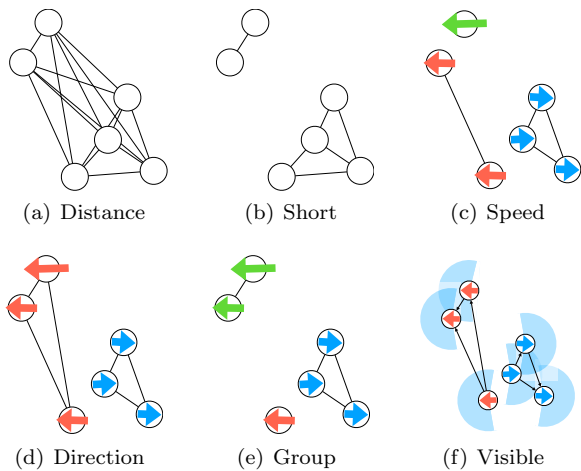 (a) Distance
(b) Short
(c) Speed
(d) Direction
(e) Group
(f) Visible